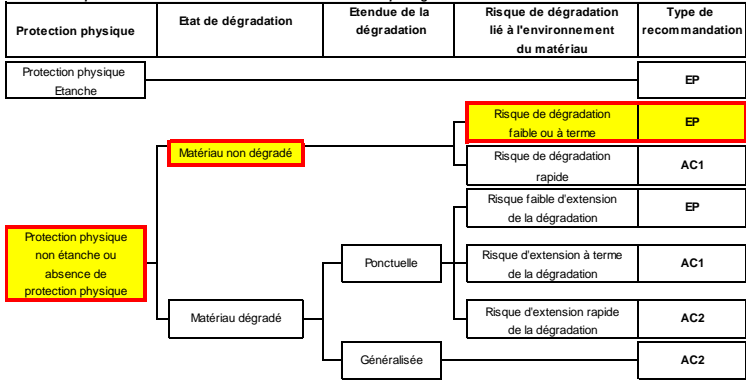 Protection physique
Etat de dégradation
Etendue de la
dégradation
Risque de dégradation
lié à l'environnement
du matériau
Type de
recommandation
Protection physique
Etanche
EP
Risque de dégradation
faible ou à terme
EP
Matériau non dégradé
Risque de dégradation
rapide
AC1
Risque faible d'extension
de la dégradation
EP
Protection physique
non étanche ou
absence de
protection physique
Ponctuelle
Risque d'extension à terme
de la dégradation
AC1
Matériau dégradé
Risque d'extension rapide
de la dégradation
AC2
Généralisée
AC2